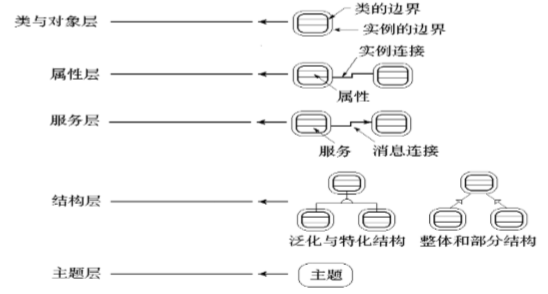 类的边界
类与对象层
实例的边界
实例连接
属性层
属性
服务层
服务 消息连接
结构层
泛化与特化结构 整体和部分结构
主题层 主题